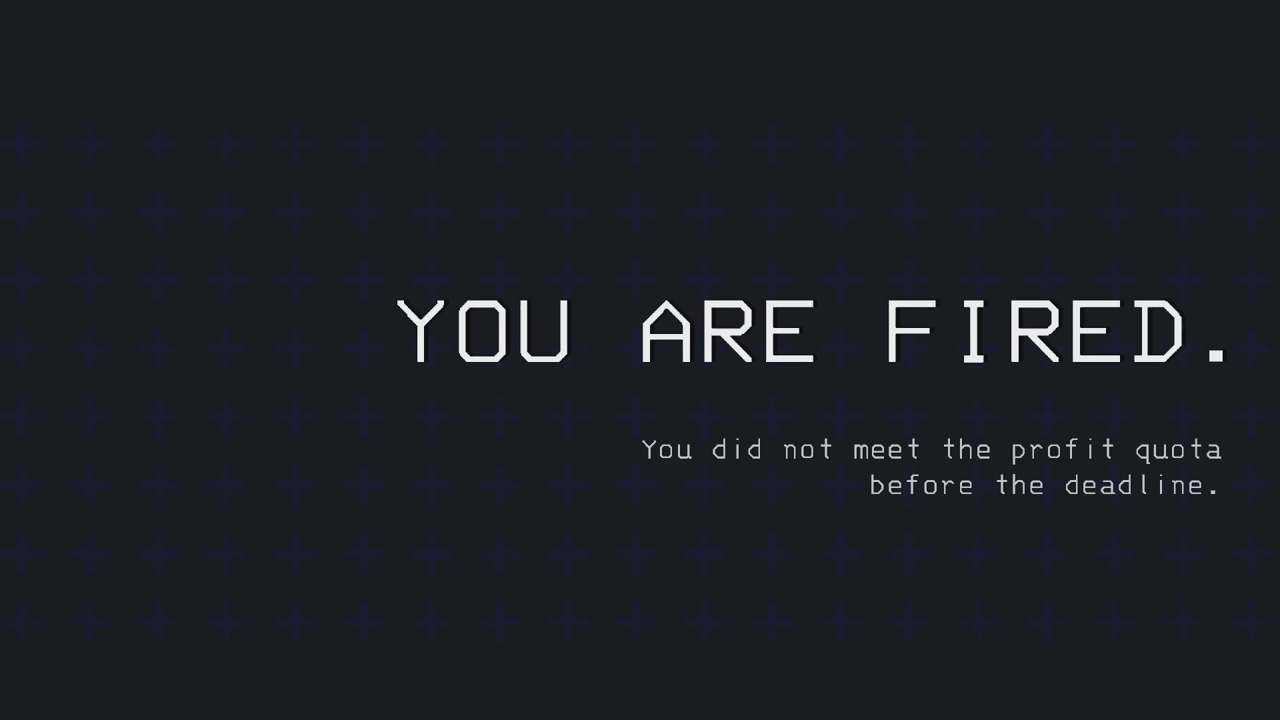 YOU ARE FIRED.
You did not meet the profit quota
before the deadline.